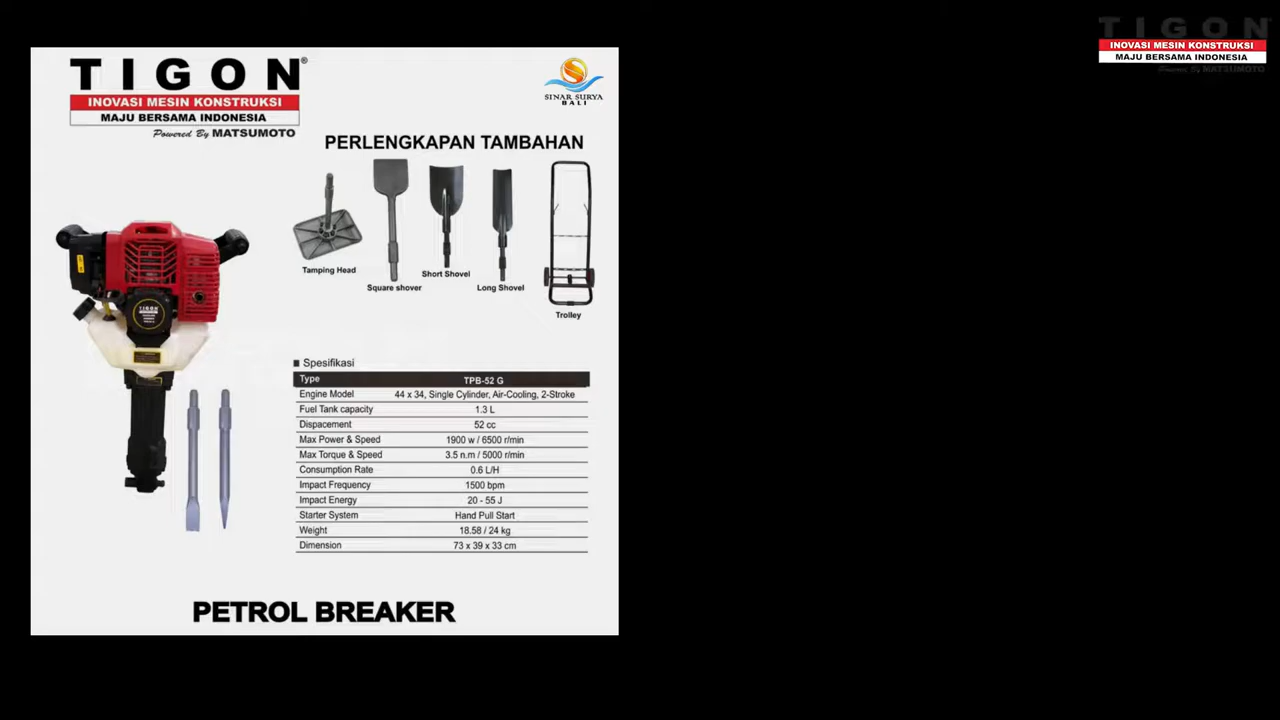 TIGON®
INOVASI MESIN KONSTRUKSI
MAJU BERSAMA INDONESIA
Powered By MATSUMOTO
SINAR SURYA
BALI
PERLENGKAPAN TAMBAHAN
Tamping Head
Square shover
Short Shovel
Long Shovel
Trolley
TIGON
Spesifikasi
Type TPB-52 G
Engine Model 44 x 34, Single Cylinder, Air-Cooling, 2-Stroke
Fuel Tank capacity 1.3 L
Dispacement 52 cc
Max Power & Speed 1900 w / 6500 r/min
Max Torque & Speed 3.5 n.m / 5000 r/min
Consumption Rate 0.6 L/H
Impact Frequency 1500 bpm
Impact Energy 20 - 55 J
Starter System Hand Pull Start
Weight 18.58 / 24 kg
Dimension 73 x 39 x 33 cm
PETROL BREAKER
TIGON
INOVASI MESIN KONSTRUKSI
MAJU BERSAMA INDONESIA
Powered By MATSUMOTO